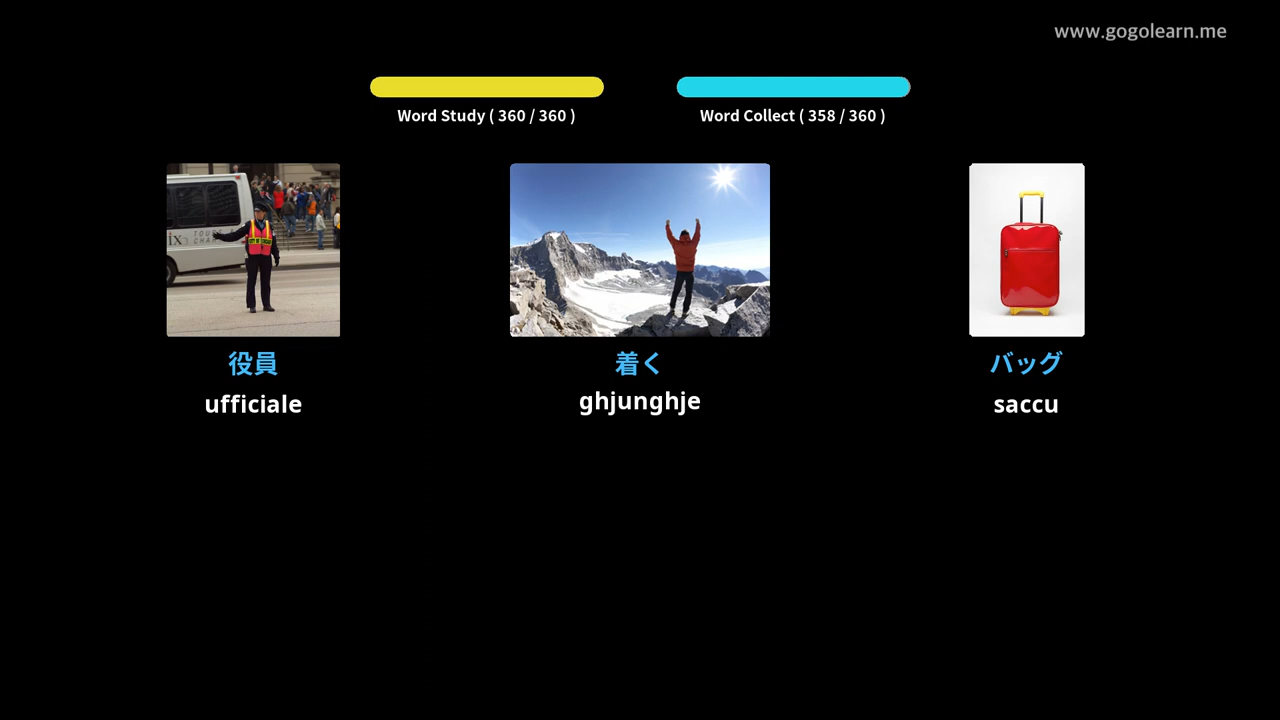 www.gogolearn.me
Word Study ( 360 / 360 )
Word Collect ( 358 / 360 )
役員
着く
バッグ
ufficiale
ghjunghje
saccu